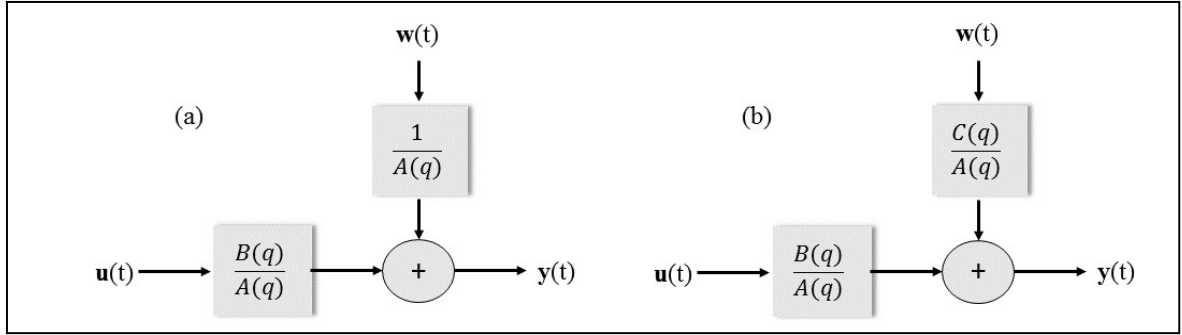 (a)
w(t)
1
A(q)
u(t)
B(q)
A(q)
+
y(t)
(b)
w(t)
C(q)
A(q)
u(t)
B(q)
A(q)
+
y(t)